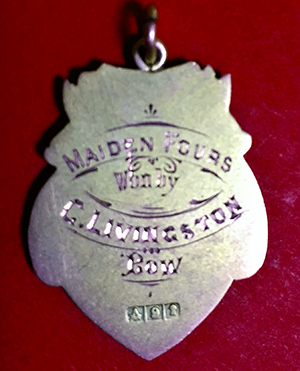 MAIDEN FOURS
Won by
C. LIVINGSTON
Bow